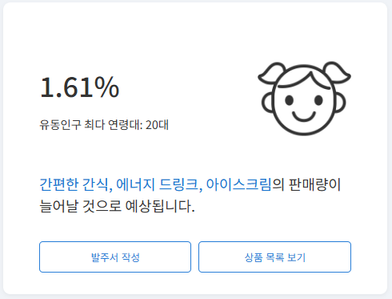 1.61%
유동인구 최다 연령대: 20대
간편한 간식, 에너지 드링크, 아이스크림의 판매량이
늘어날 것으로 예상됩니다.
발주서 작성
상품 목록 보기